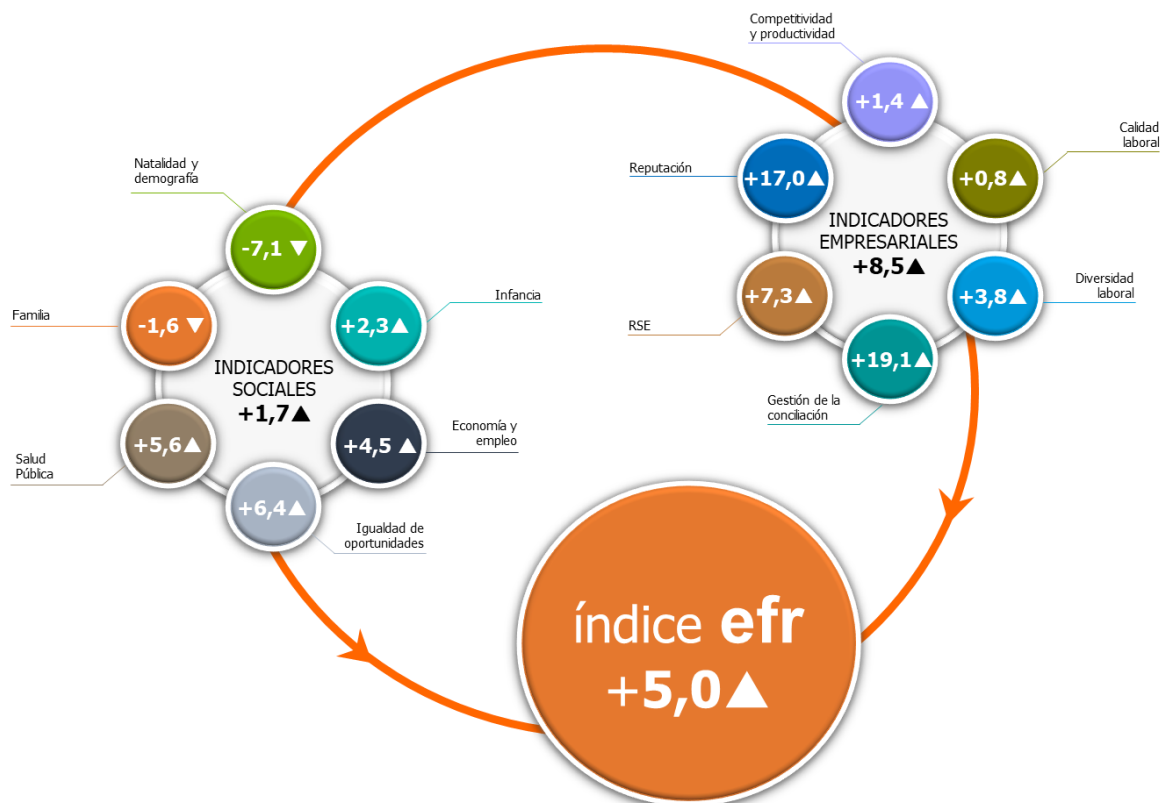 Competitividad
y productividad
+1,4 ▲
Calidad
laboral
+0,8 ▲
Reputación
+17,0 ▲
INDICADORES
EMPRESARIALES
+8,5 ▲
Diversidad
laboral
+3,8 ▲
RSE
+7,3 ▲
+19,1 ▲
Gestión de la
conciliación
Natalidad y
demografía
-7,1 ▼
Infancia
+2,3 ▲
Familia
-1,6 ▼
INDICADORES
SOCIALES
+1,7 ▲
Economía y
empleo
+4,5 ▲
Salud
Pública
+5,6 ▲
+6,4 ▲
Igualdad de
oportunidades
índice efr
+5,0 ▲